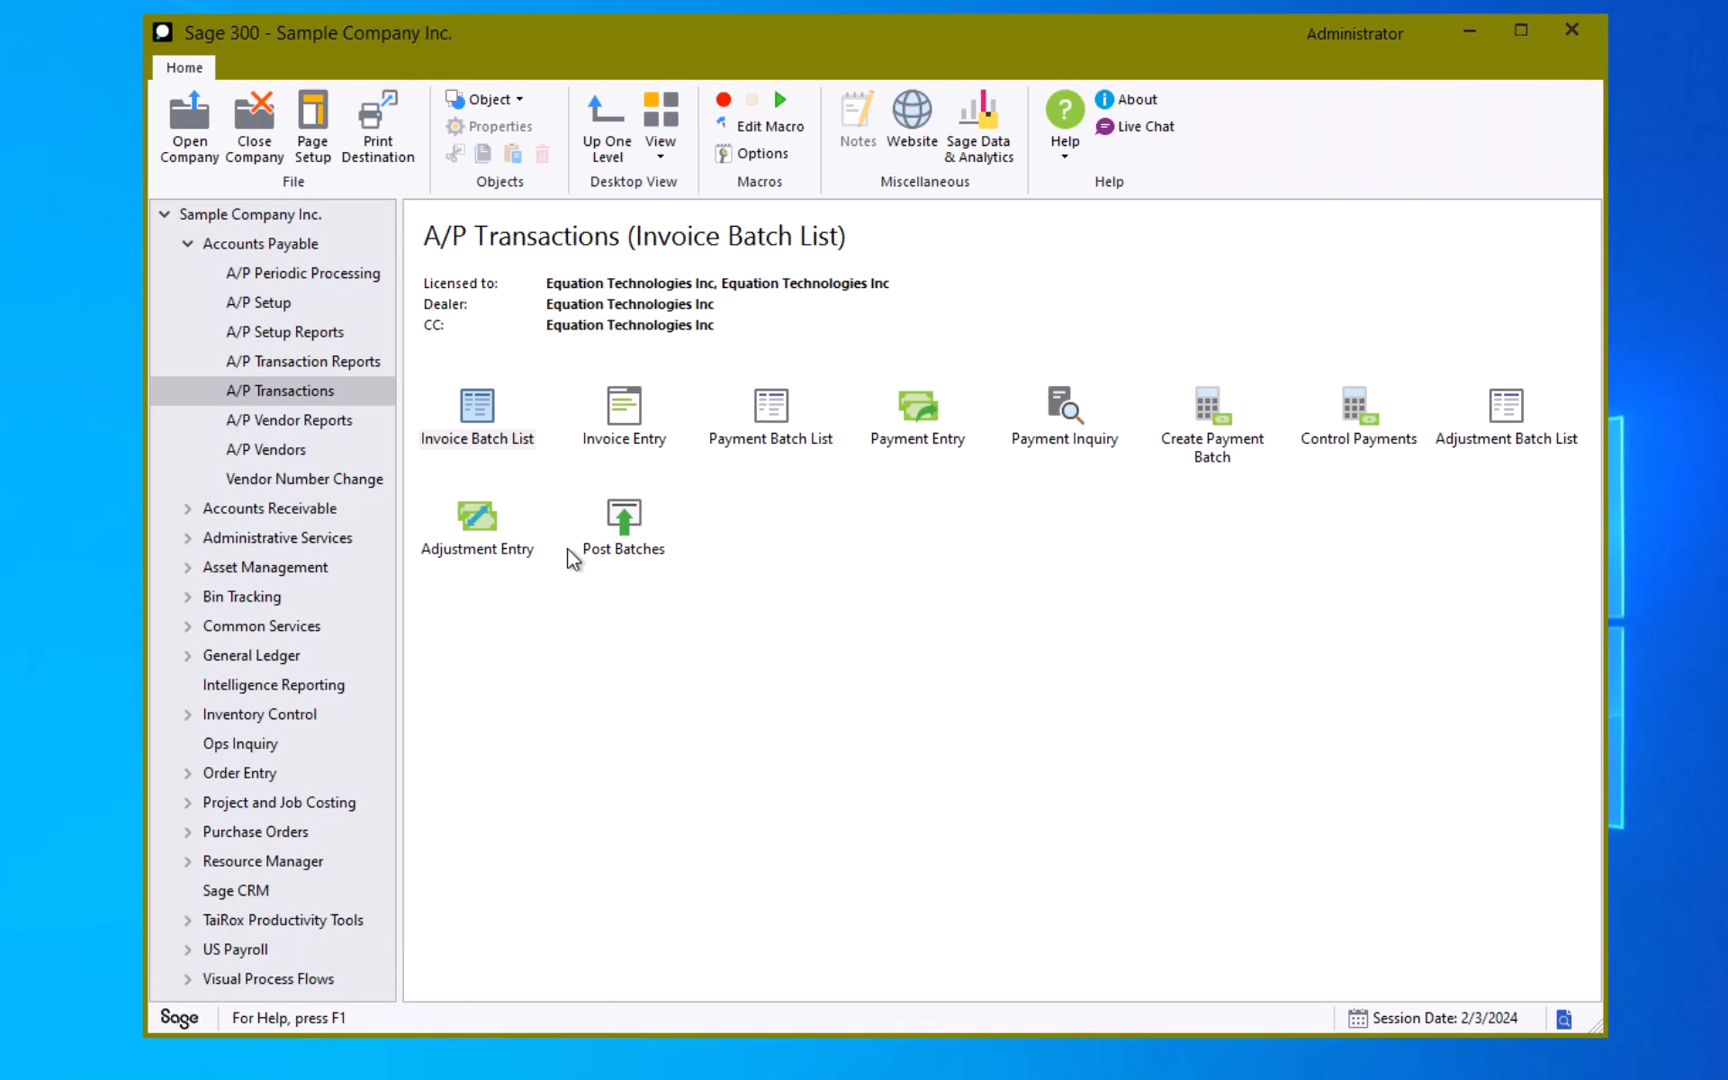 Sage 300 - Sample Company Inc.
Administrator
Home
Open Company
Close Company
Page Setup
Print Destination
File
Object
Properties
Objects
Up One Level
View
Desktop View
Edit Macro
Options
Macros
Notes
Website
Sage Data & Analytics
Miscellaneous
Help
About
Live Chat
Help
Sample Company Inc.
Accounts Payable
A/P Periodic Processing
A/P Setup
A/P Setup Reports
A/P Transaction Reports
A/P Transactions
A/P Vendor Reports
A/P Vendors
Vendor Number Change
Accounts Receivable
Administrative Services
Asset Management
Bin Tracking
Common Services
General Ledger
Intelligence Reporting
Inventory Control
Ops Inquiry
Order Entry
Project and Job Costing
Purchase Orders
Resource Manager
Sage CRM
TaiRox Productivity Tools
US Payroll
Visual Process Flows
A/P Transactions (Invoice Batch List)
Licensed to: Equation Technologies Inc, Equation Technologies Inc
Dealer: Equation Technologies Inc
CC: Equation Technologies Inc
Invoice Batch List
Invoice Entry
Payment Batch List
Payment Entry
Payment Inquiry
Create Payment Batch
Control Payments
Adjustment Batch List
Adjustment Entry
Post Batches
Sage
For Help, press F1
Session Date: 2/3/2024